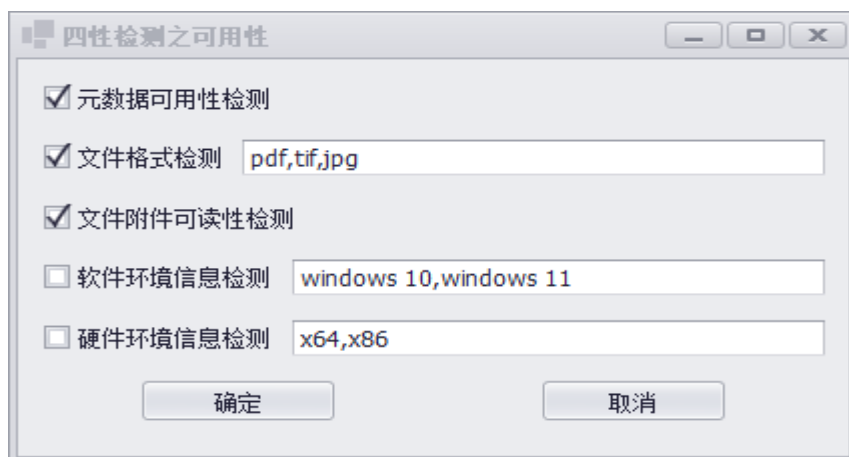 四性检测之可用性
元数据可用性检测
文件格式检测 pdf,tif,jpg
文件附件可读性检测
软件环境信息检测 windows 10,windows 11
硬件环境信息检测 x64,x86
确定 取消